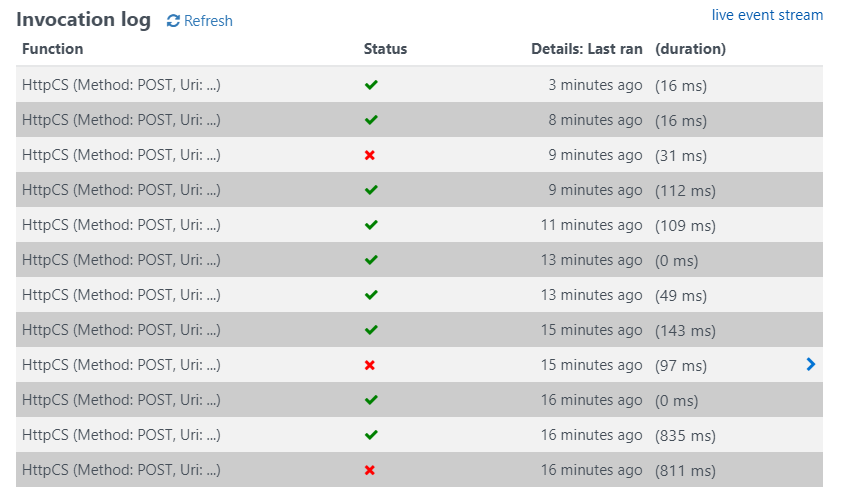 Invocation log Refresh live event stream
Function Status Details: Last ran (duration)
HttpCS (Method: POST, Uri: ...) 3 minutes ago (16 ms)
HttpCS (Method: POST, Uri: ...) 8 minutes ago (16 ms)
HttpCS (Method: POST, Uri: ...) 9 minutes ago (31 ms)
HttpCS (Method: POST, Uri: ...) 9 minutes ago (112 ms)
HttpCS (Method: POST, Uri: ...) 11 minutes ago (109 ms)
HttpCS (Method: POST, Uri: ...) 13 minutes ago (0 ms)
HttpCS (Method: POST, Uri: ...) 13 minutes ago (49 ms)
HttpCS (Method: POST, Uri: ...) 15 minutes ago (143 ms)
HttpCS (Method: POST, Uri: ...) 15 minutes ago (97 ms)
HttpCS (Method: POST, Uri: ...) 16 minutes ago (0 ms)
HttpCS (Method: POST, Uri: ...) 16 minutes ago (835 ms)
HttpCS (Method: POST, Uri: ...) 16 minutes ago (811 ms)